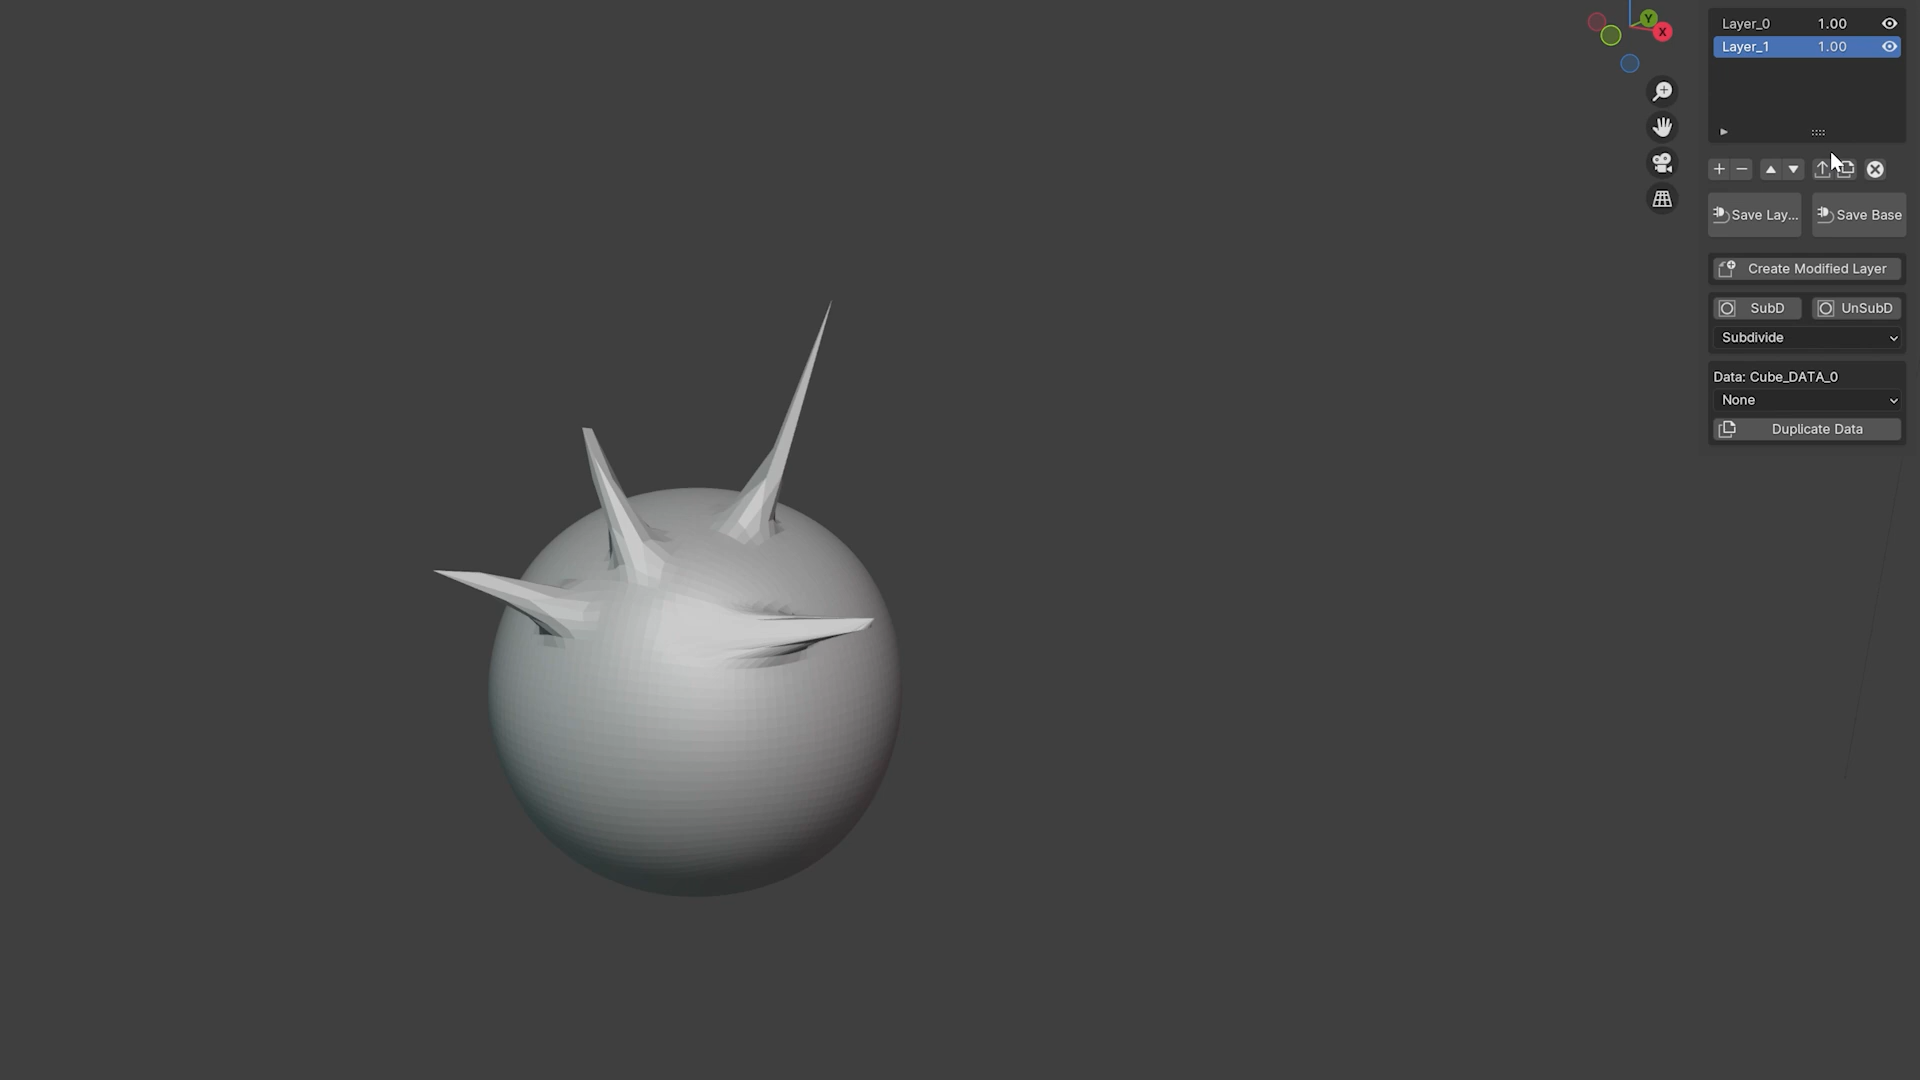 Y
X
Layer_0 1.00
Layer_1 1.00
Save Lay... Save Base
Create Modified Layer
SubD UnSubD
Subdivide
Data: Cube_DATA_0
None
Duplicate Data